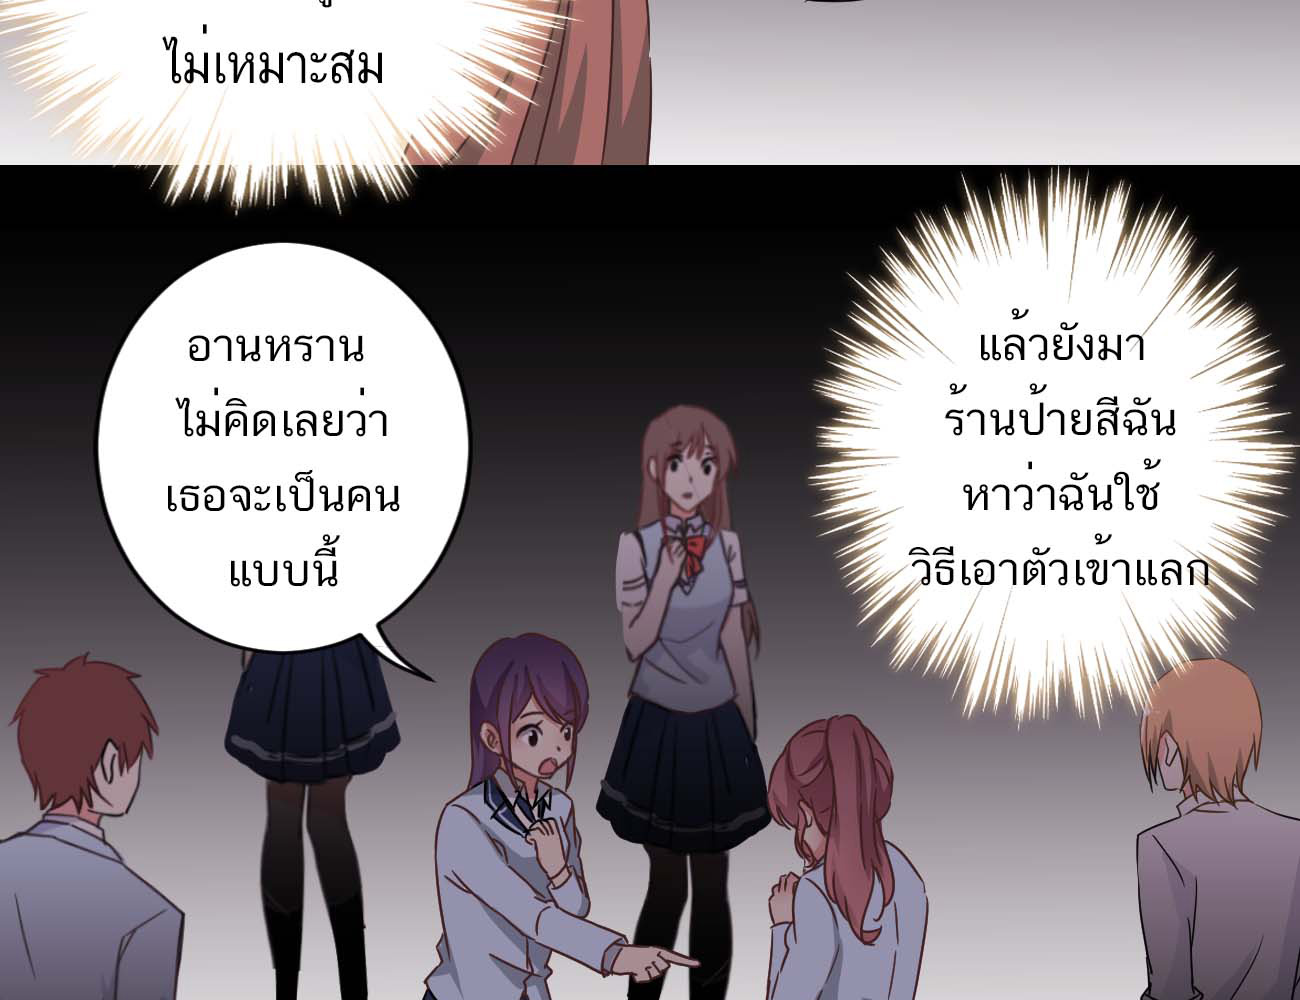 ไม่เหมาะสม
อานหราน
ไม่คิดเลยว่า
เธอจะเป็นคน
แบบนี้
แล้วยังมา
ร้านป้ายสีฉัน
หาว่าฉันใช้
วิธีเอาตัวเข้าแลก